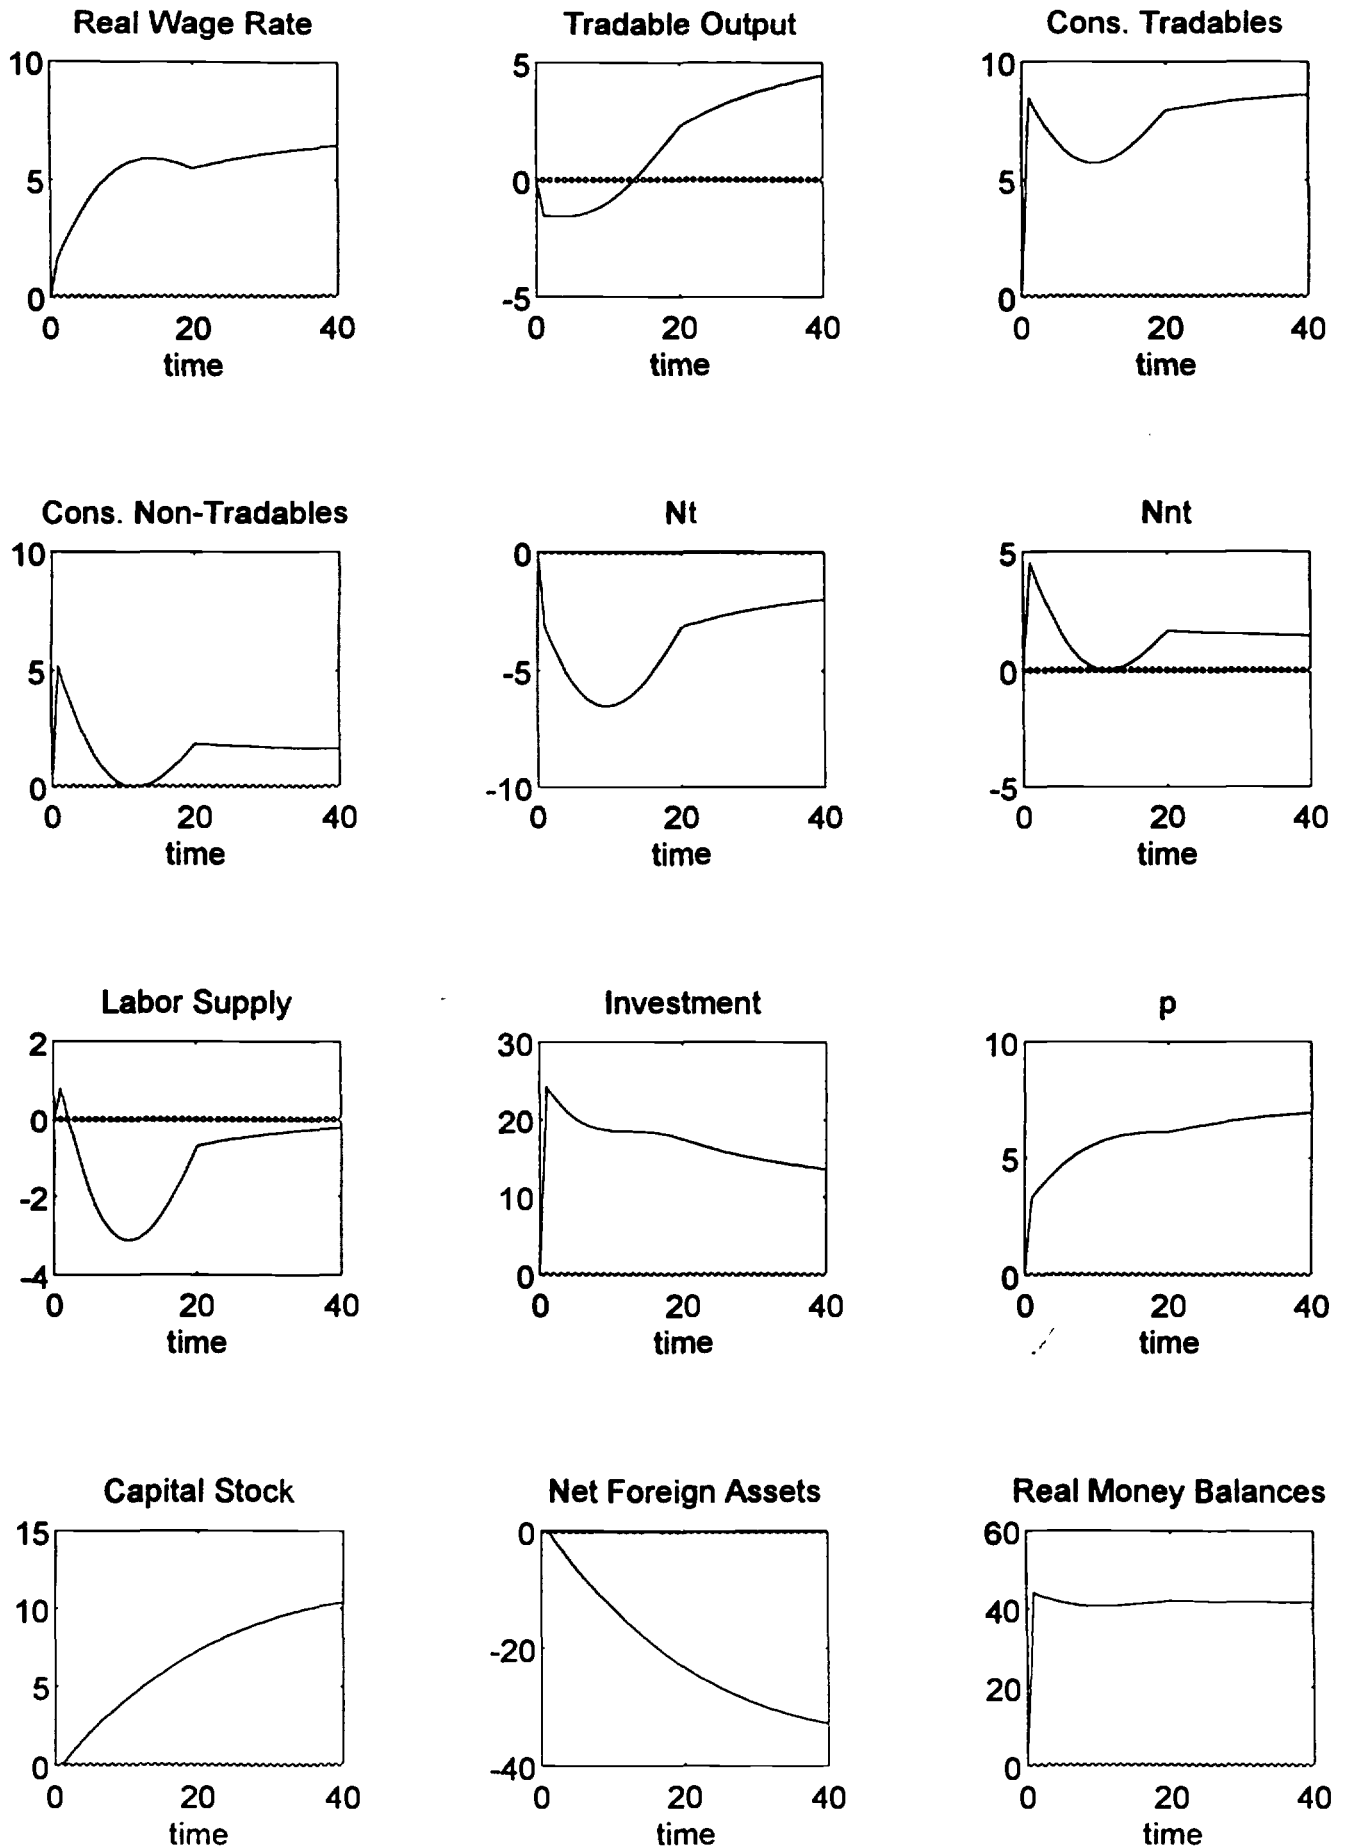 Real Wage Rate
10
5
0
0 20 40
time
Tradable Output
5
0
-5
0 20 40
time
Cons. Tradables
10
5
0
0 20 40
time
Cons. Non-Tradables
10
5
0
0 20 40
time
Nt
0
-5
-10
0 20 40
time
Nnt
5
0
-5
0 20 40
time
Labor Supply
2
0
-2
-4
0 20 40
time
Investment
30
20
10
0
0 20 40
time
p
10
5
0
0 20 40
time
Capital Stock
15
10
5
0
0 20 40
time
Net Foreign Assets
0
-20
-40
0 20 40
time
Real Money Balances
60
40
20
0
0 20 40
time